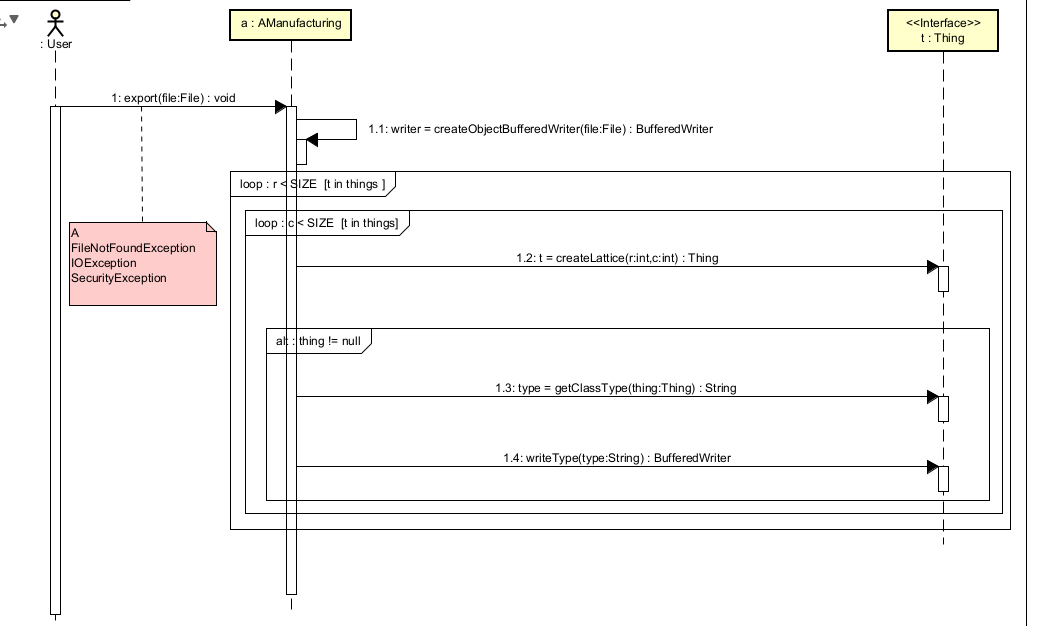 : User
a : AManufacturing
<<Interface>>
t : Thing
1: export(file:File) : void
1.1: writer = createObjectBufferedWriter(file:File) : BufferedWriter
loop : r < SIZE  [t in things ]
loop : c < SIZE  [t in things]
A
FileNotFoundException
IOException
SecurityException
1.2: t = createLattice(r:int,c:int) : Thing
alt : thing != null
1.3: type = getClassType(thing:Thing) : String
1.4: writeType(type:String) : BufferedWriter